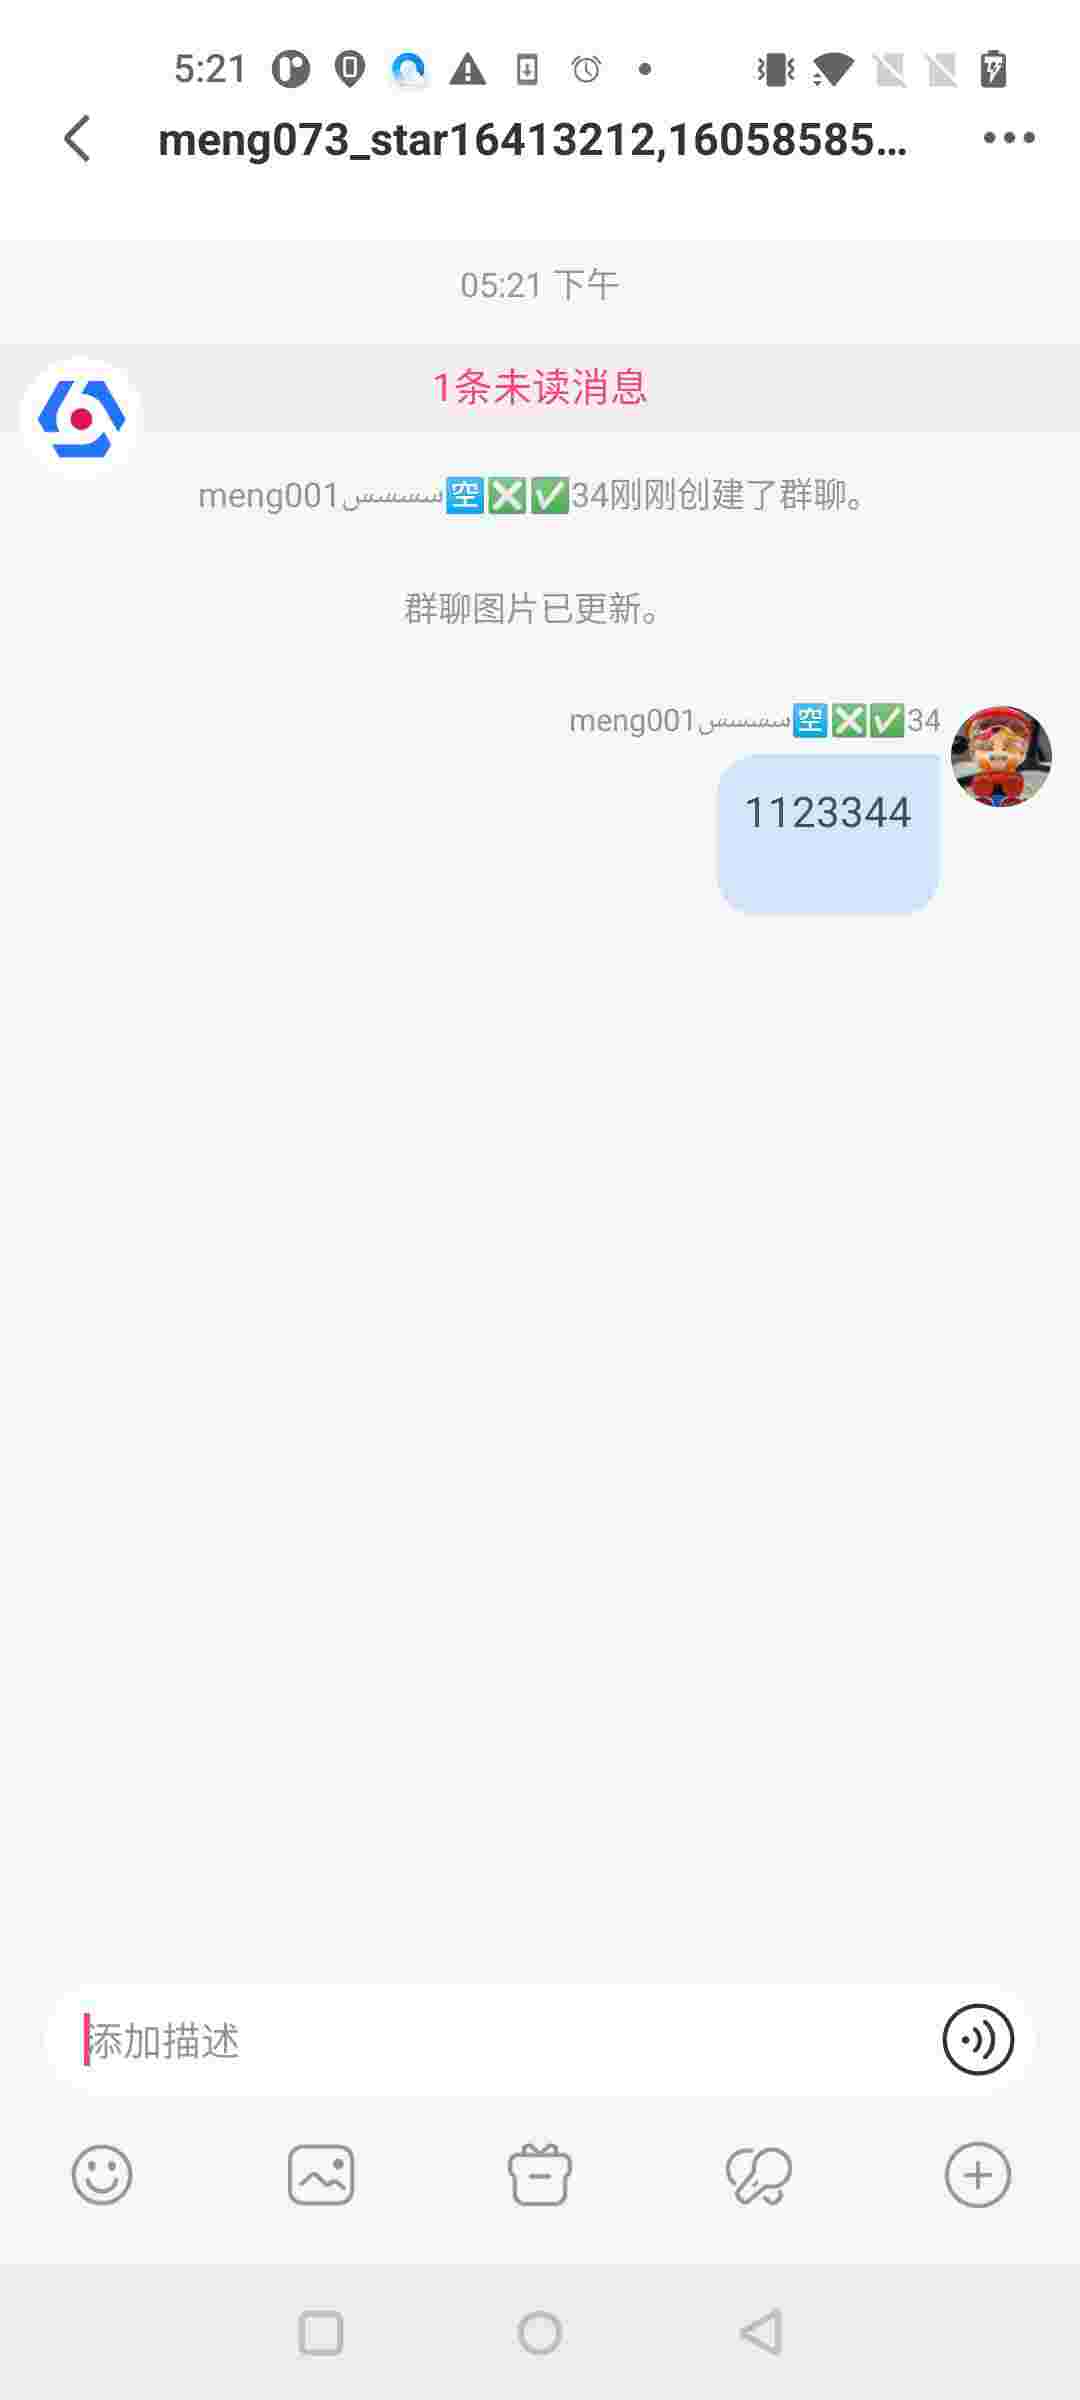 5:21
meng073_star16413212,16058585...
05:21 下午
1条未读消息
meng001سسسس🈳❎✅34刚刚创建了群聊。
群聊图片已更新。
meng001سسسس🈳❎✅34
1123344
添加描述